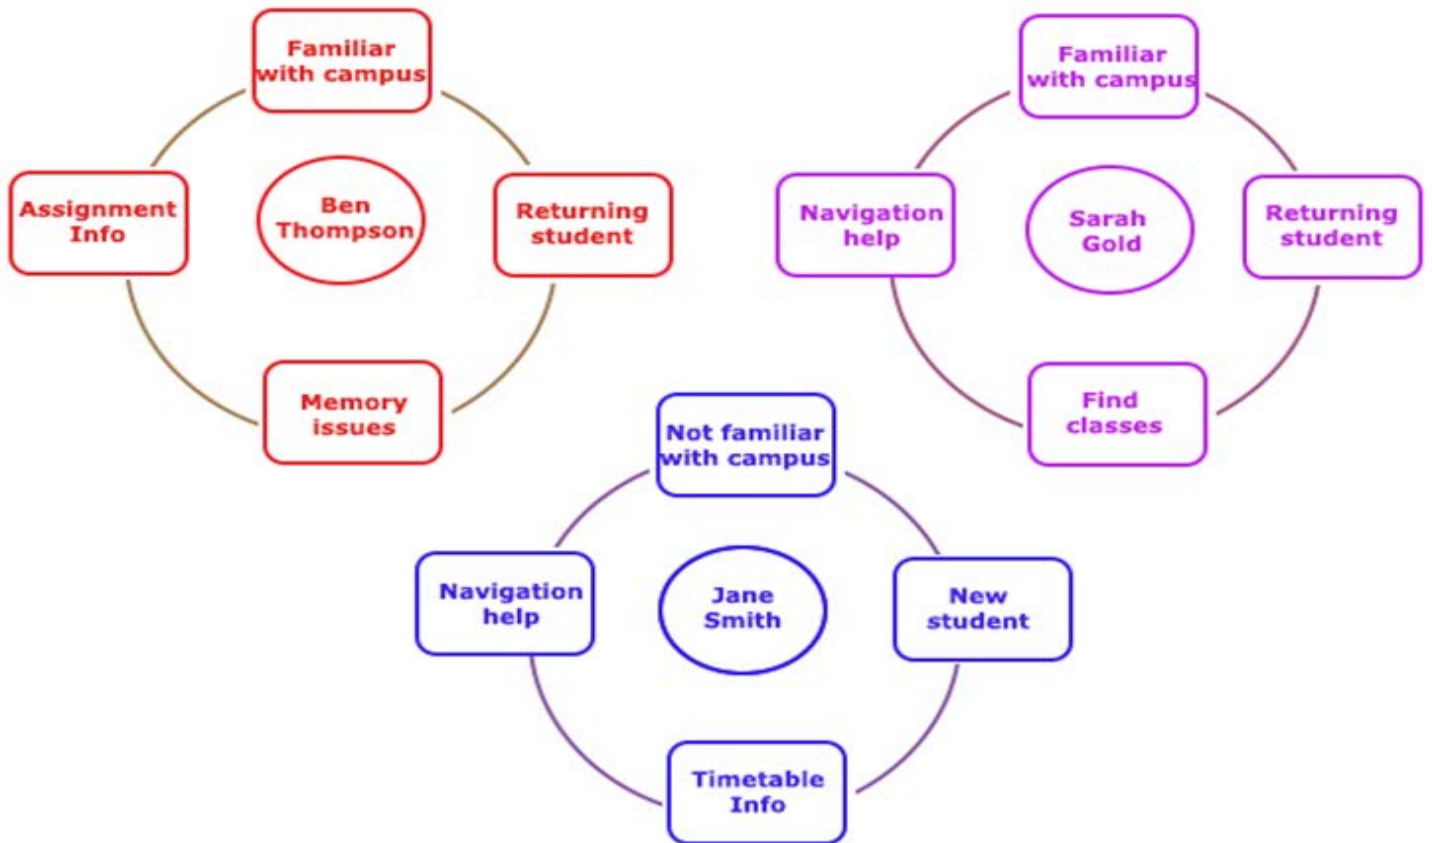 Familiar
with campus
Assignment
Info
Ben
Thompson
Returning
student
Memory
issues
Familiar
with campus
Navigation
help
Sarah
Gold
Returning
student
Find
classes
Not familiar
with campus
Navigation
help
Jane
Smith
New
student
Timetable
Info